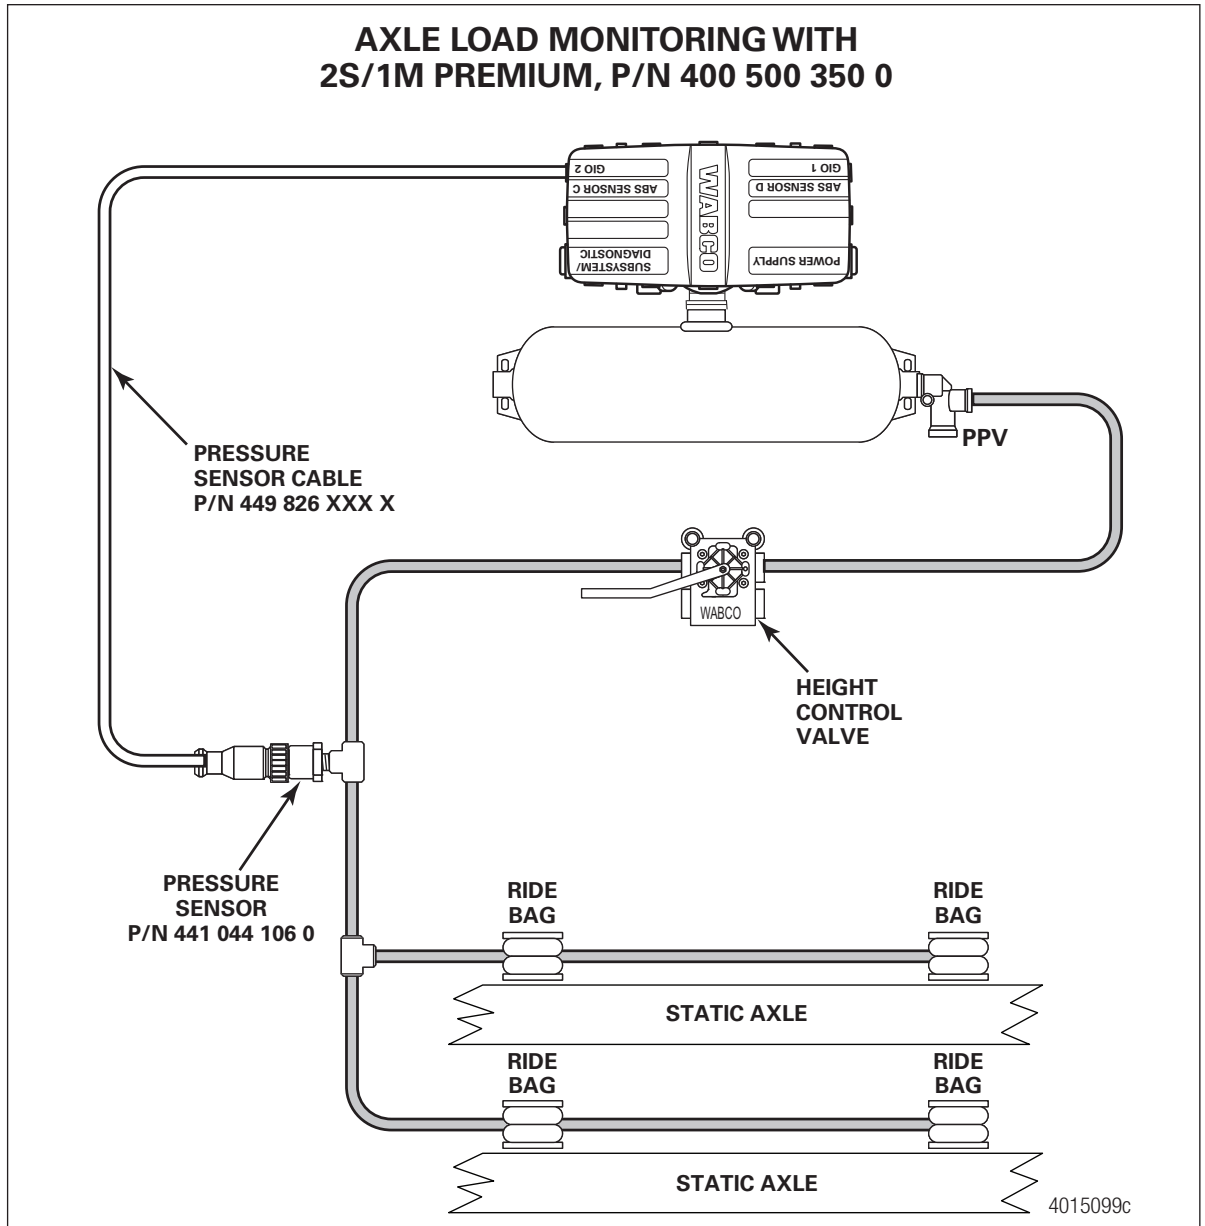 AXLE LOAD MONITORING WITH
2S/1M PREMIUM, P/N 400 500 350 0
GIO 2
GIO 1
ABS SENSOR C
ABS SENSOR D
WABCO
SUBSYSTEM/
DIAGNOSTIC
POWER SUPPLY
PPV
PRESSURE
SENSOR CABLE
P/N 449 826 XXX X
WABCO
HEIGHT
CONTROL
VALVE
PRESSURE
SENSOR
P/N 441 044 106 0
RIDE
BAG
RIDE
BAG
STATIC AXLE
RIDE
BAG
RIDE
BAG
STATIC AXLE
4015099c